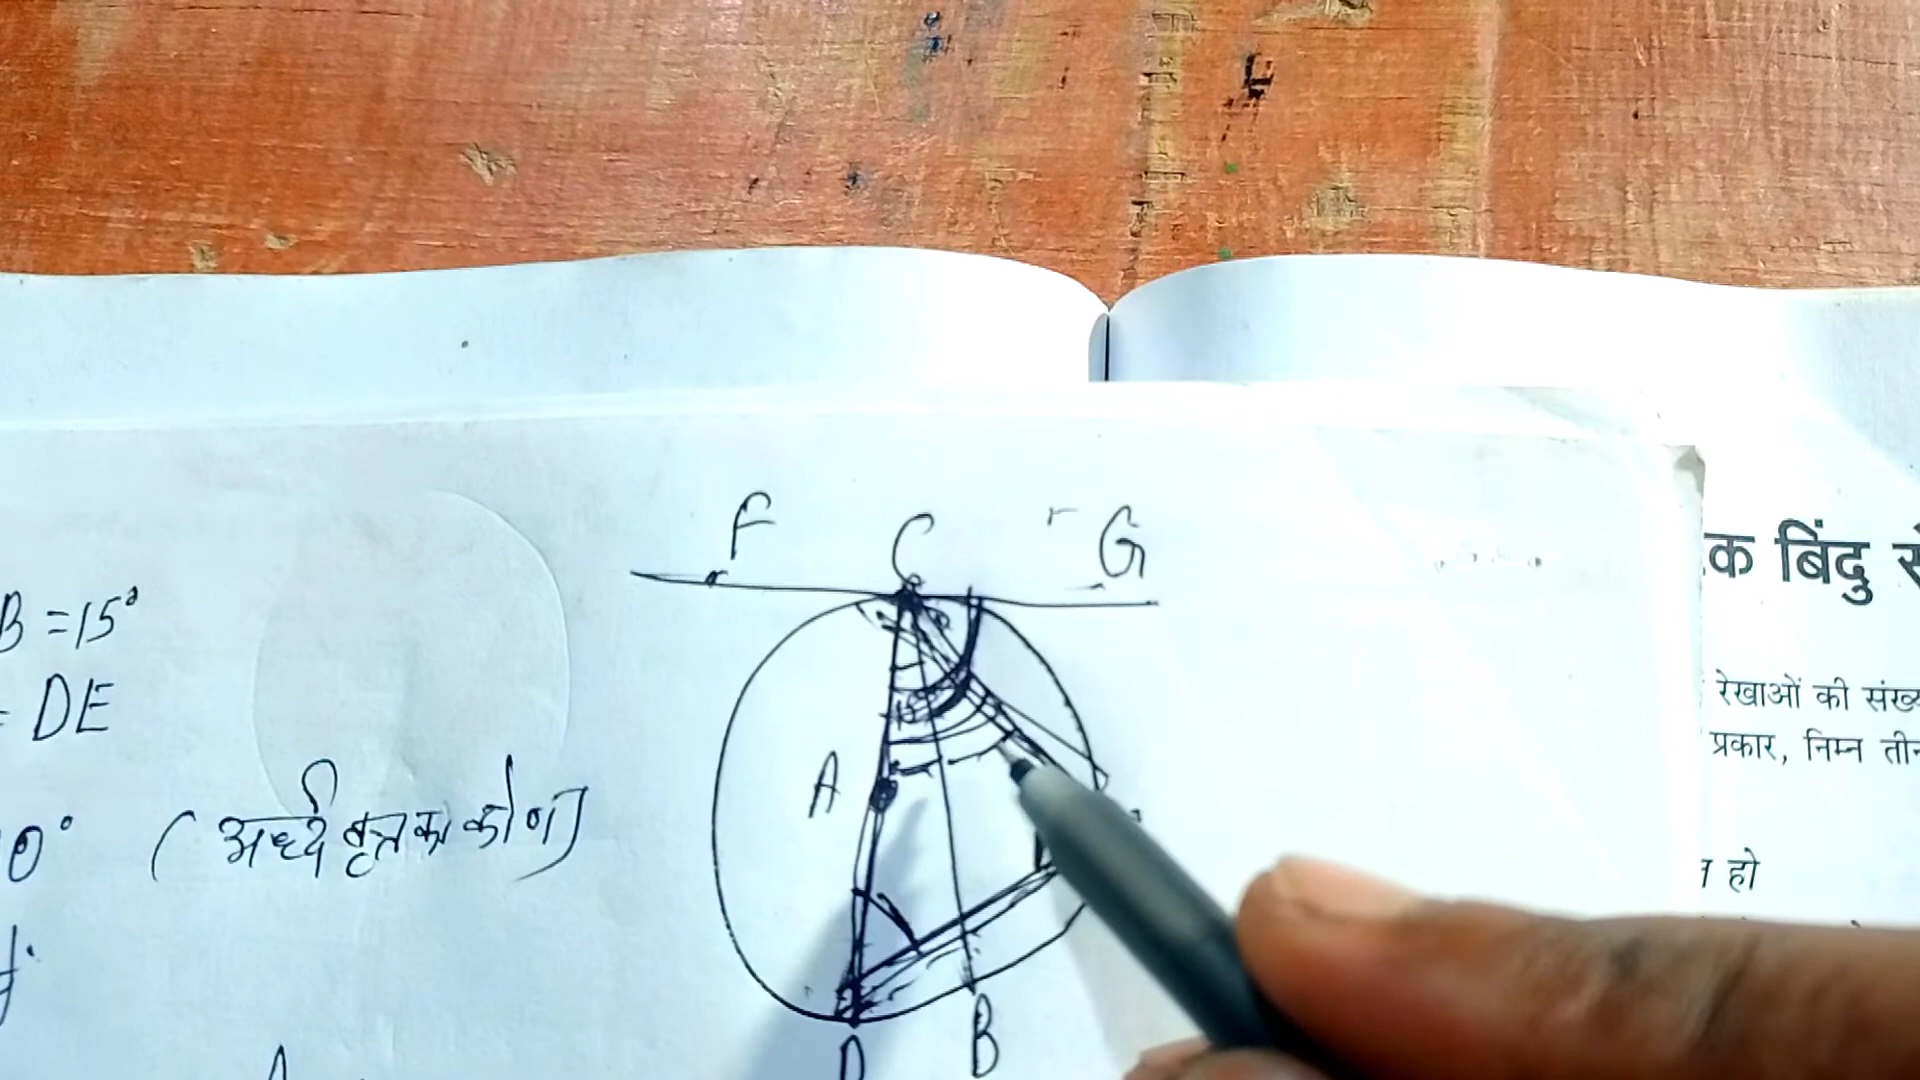 F C G
B = 15°
= DE
A
0° (अर्ध्द वृत्त का कोण)
D B
A
क बिंदु से
रेखाओं की संख्य
प्रकार, निम्न तीन
हो